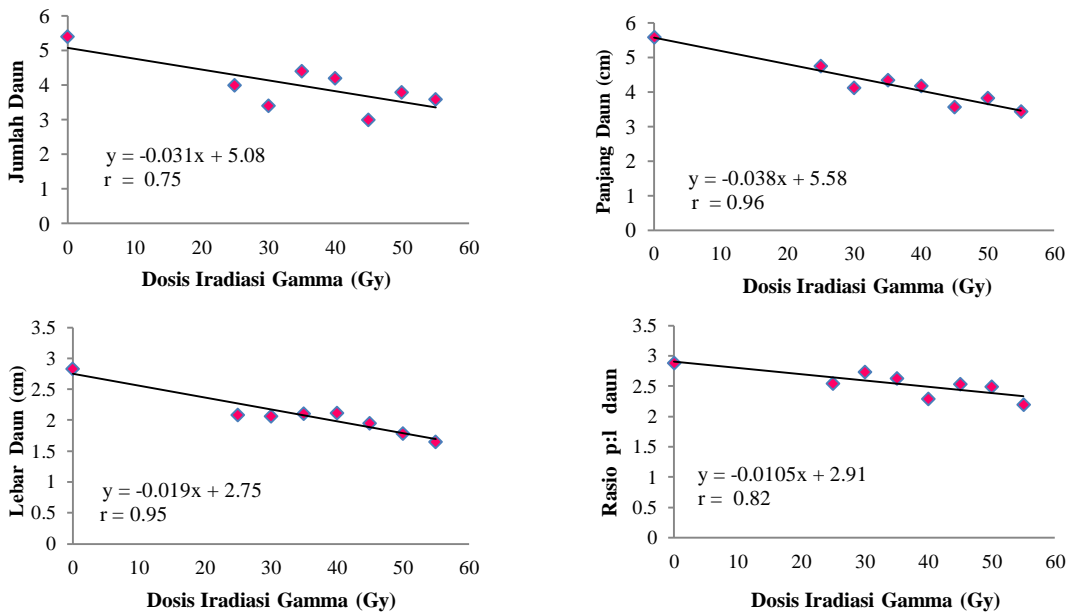 6
5
4
3
2
1
0
Jumlah Daun
y = -0.031x + 5.08
r = 0.75
0 10 20 30 40 50 60
Dosis Iradiasi Gamma (Gy)
6
5
4
3
2
1
0
Panjang Daun (cm)
y = -0.038x + 5.58
r = 0.96
0 10 20 30 40 50 60
Dosis Iradiasi Gamma (Gy)
3.5
3
2.5
2
1.5
1
0.5
0
Lebar Daun (cm)
y = -0.019x + 2.75
r = 0.95
0 10 20 30 40 50 60
Dosis Iradiasi Gamma (Gy)
3.5
3
2.5
2
1.5
1
0.5
0
Rasio p:l daun
y = -0.0105x + 2.91
r = 0.82
0 10 20 30 40 50 60
Dosis Iradiasi Gamma (Gy)